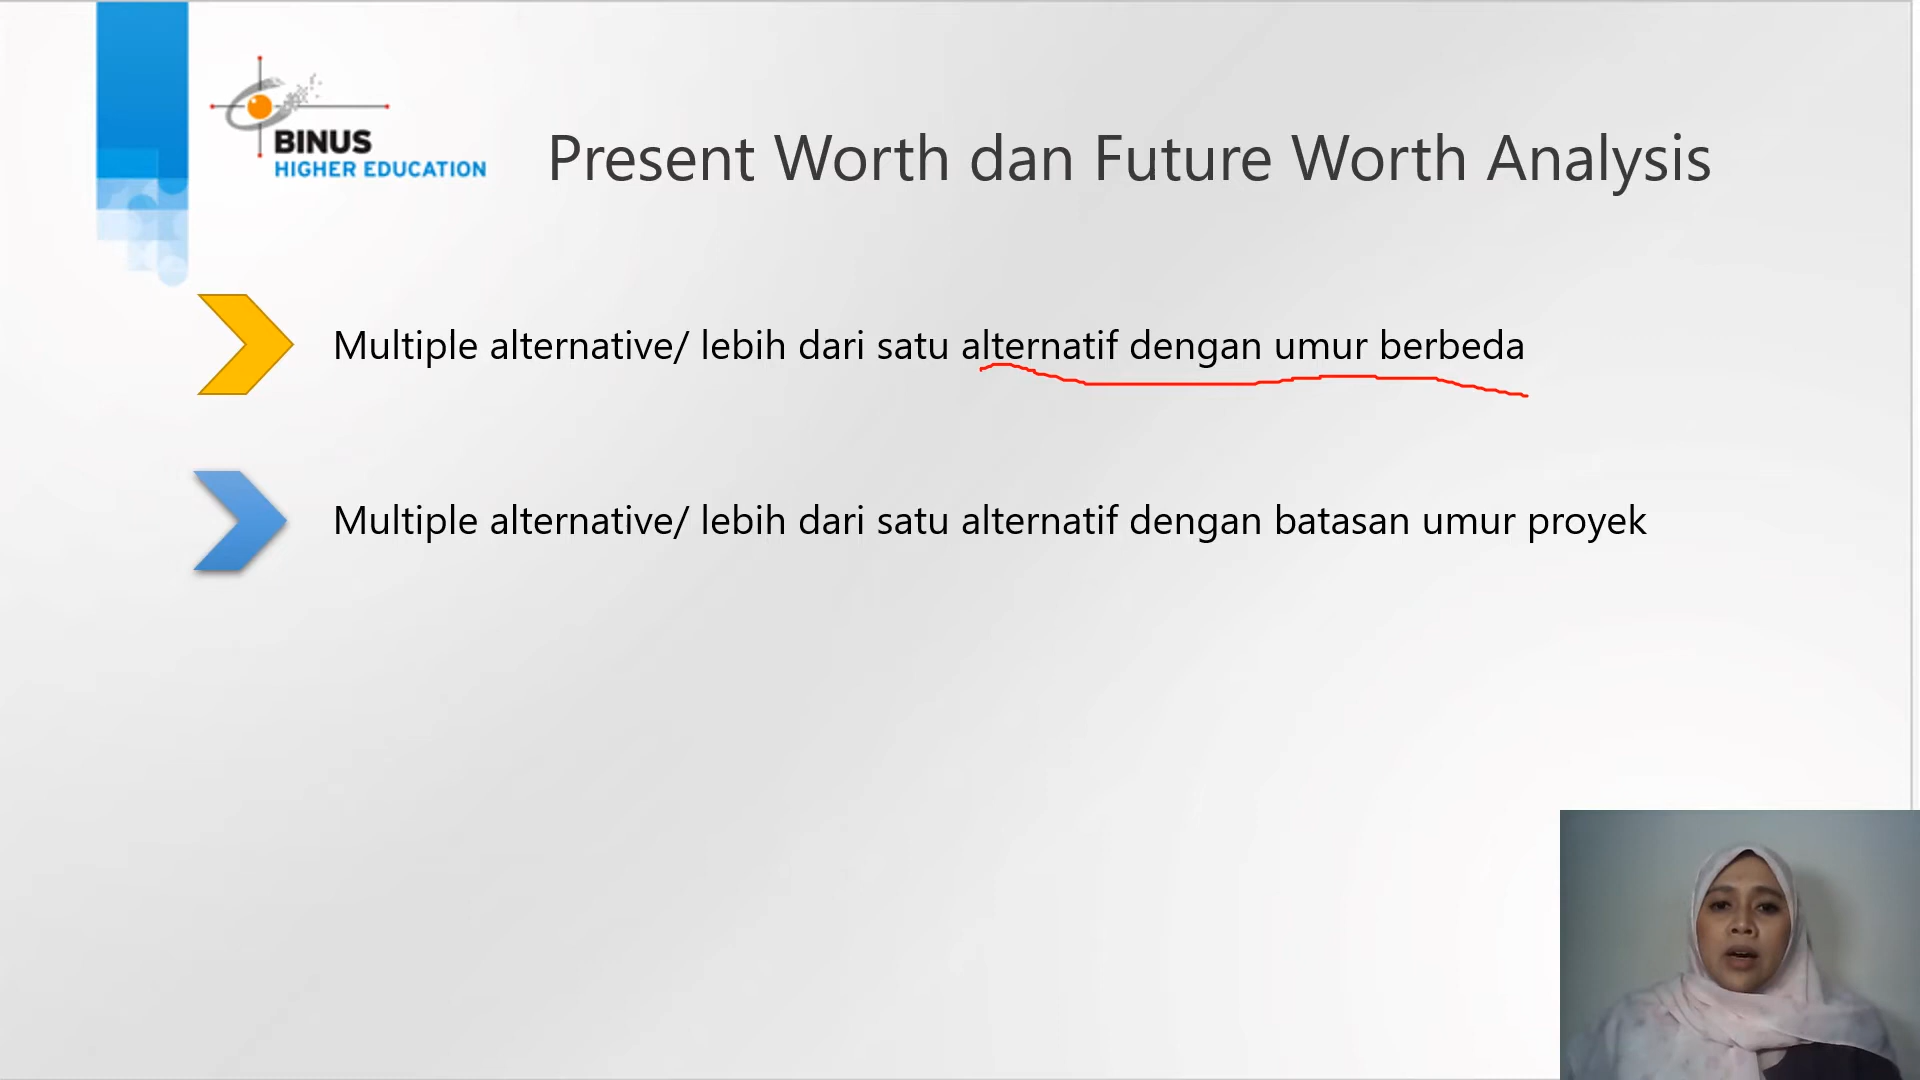 BINUS
HIGHER EDUCATION
Present Worth dan Future Worth Analysis
Multiple alternative/ lebih dari satu alternatif dengan umur berbeda
Multiple alternative/ lebih dari satu alternatif dengan batasan umur proyek